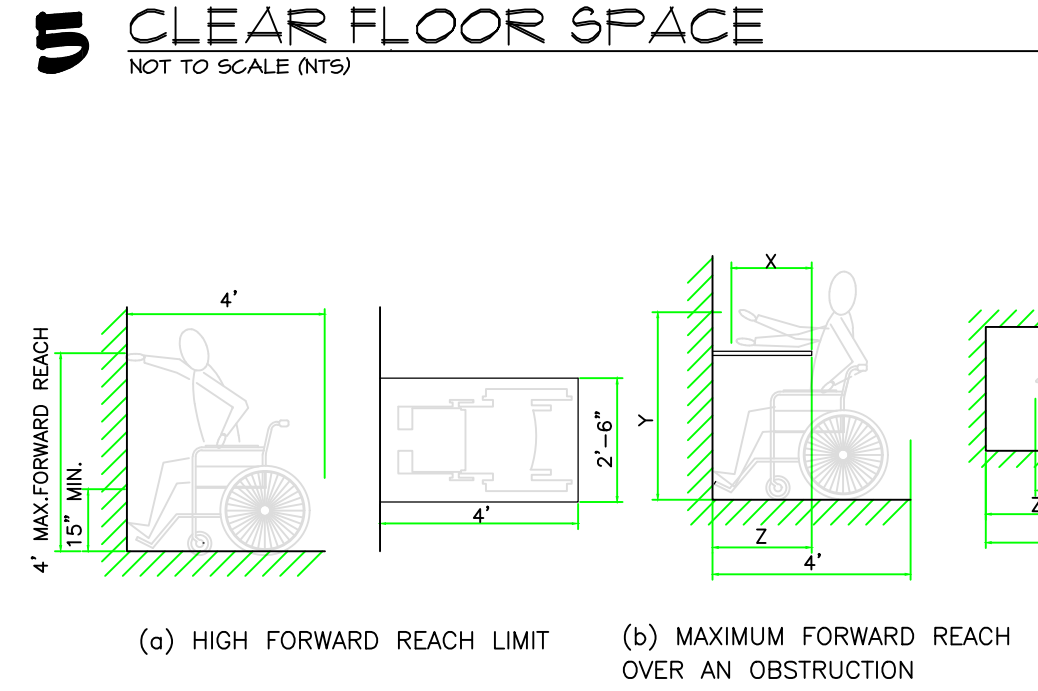 5 CLEAR FLOOR SPACE
NOT TO SCALE (NTS)
4'
4' MAX.FORWARD REACH
15" MIN.
2'-6"
4'
X
Y
Z
4'
Z
(a) HIGH FORWARD REACH LIMIT
(b) MAXIMUM FORWARD REACH
OVER AN OBSTRUCTION